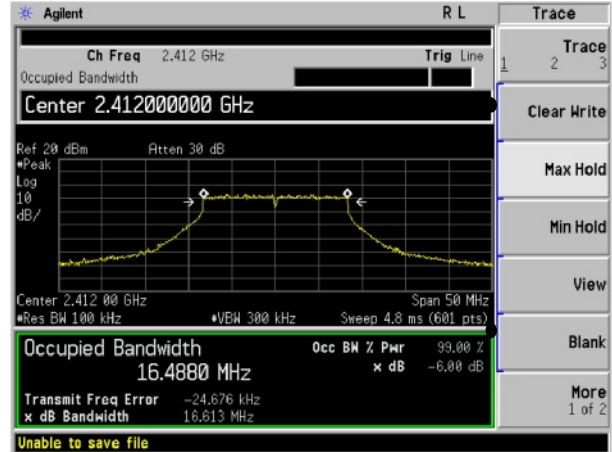 Agilent R L Trace
Ch Freq 2.412 GHz Trig Line
Occupied Bandwidth
Center 2.412000000 GHz
Ref 20 dBm Atten 30 dB
#Peak
Log
10
dB/
Center 2.412 00 GHz Span 50 MHz
#Res BW 100 kHz #VBW 300 kHz Sweep 4.8 ms (601 pts)
Occupied Bandwidth Occ BW % Pwr 99.00 %
16.4880 MHz x dB -6.00 dB
Transmit Freq Error -24.676 kHz
x dB Bandwidth 16.613 MHz
Unable to save file
Trace
1 2 3
Clear Write
Max Hold
Min Hold
View
Blank
More
1 of 2